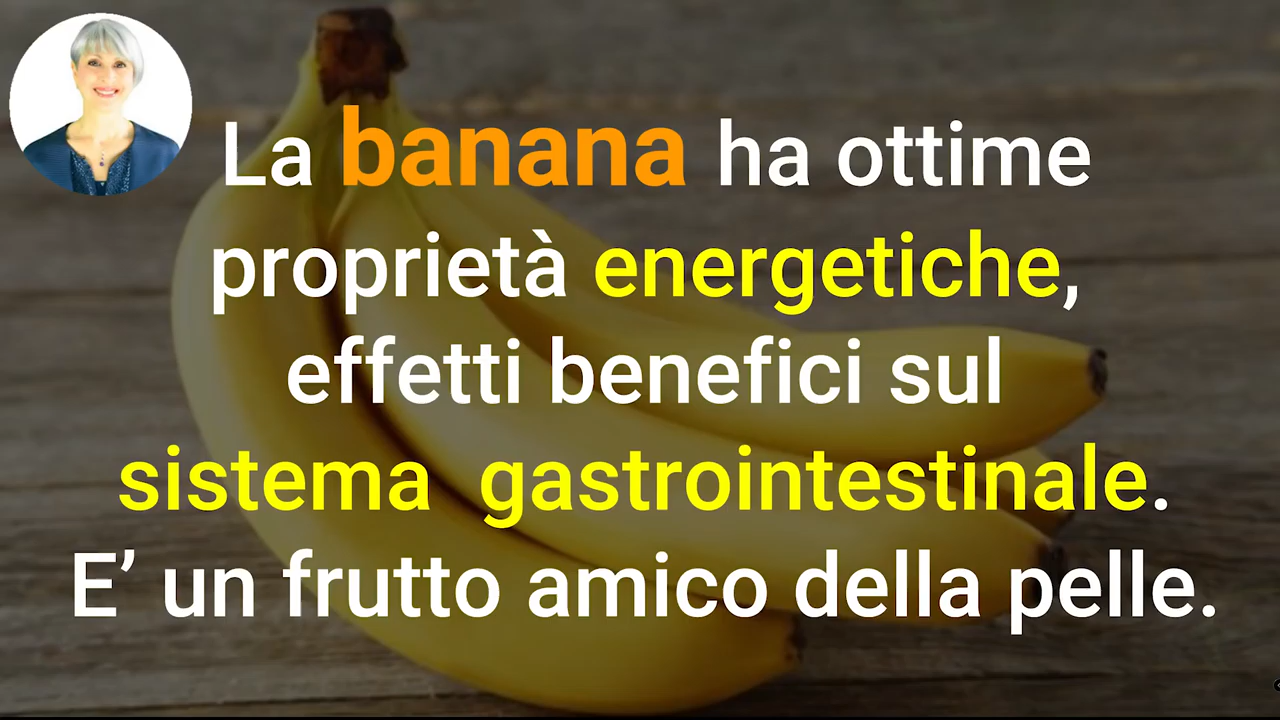 La banana ha ottime
proprietà energetiche,
effetti benefici sul
sistema gastrointestinale.
E’ un frutto amico della pelle.